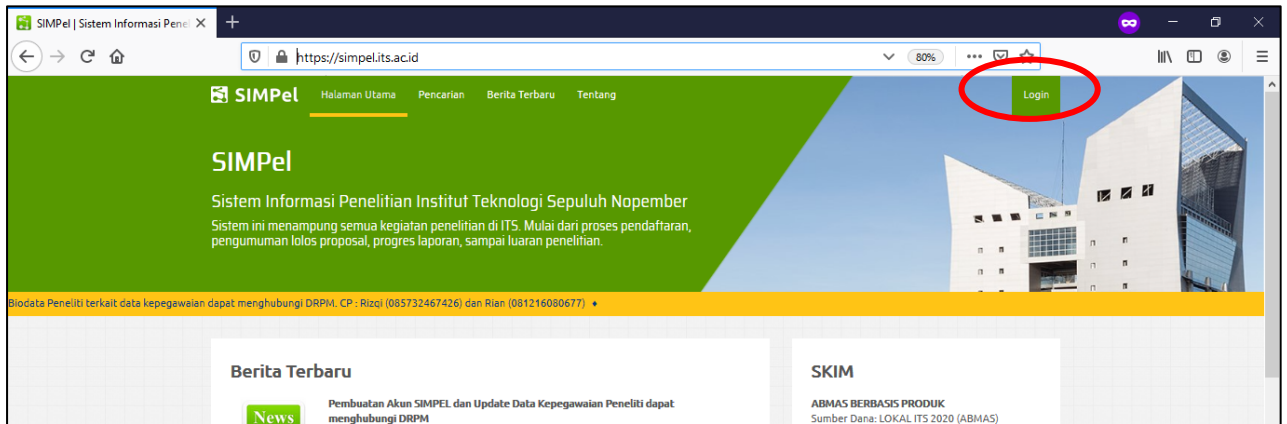 SIMPel | Sistem Informasi Penel
https://simpel.its.ac.id
80%
SIMPel Halaman Utama Pencarian Berita Terbaru Tentang Login
SIMPel
Sistem Informasi Penelitian Institut Teknologi Sepuluh Nopember
Sistem ini menampung semua kegiatan penelitian di ITS. Mulai dari proses pendaftaran,
pengumuman lolos proposal, progres laporan, sampai luaran penelitian.
Biodata Peneliti terkait data kepegawaian dapat menghubungi DRPM. CP : Rizqi (085732467426) dan Rian (081216080677) ♦
Berita Terbaru
News
Pembuatan Akun SIMPEL dan Update Data Kepegawaian Peneliti dapat
menghubungi DRPM
SKIM
ABMAS BERBASIS PRODUK
Sumber Dana: LOKAL ITS 2020 (ABMAS)